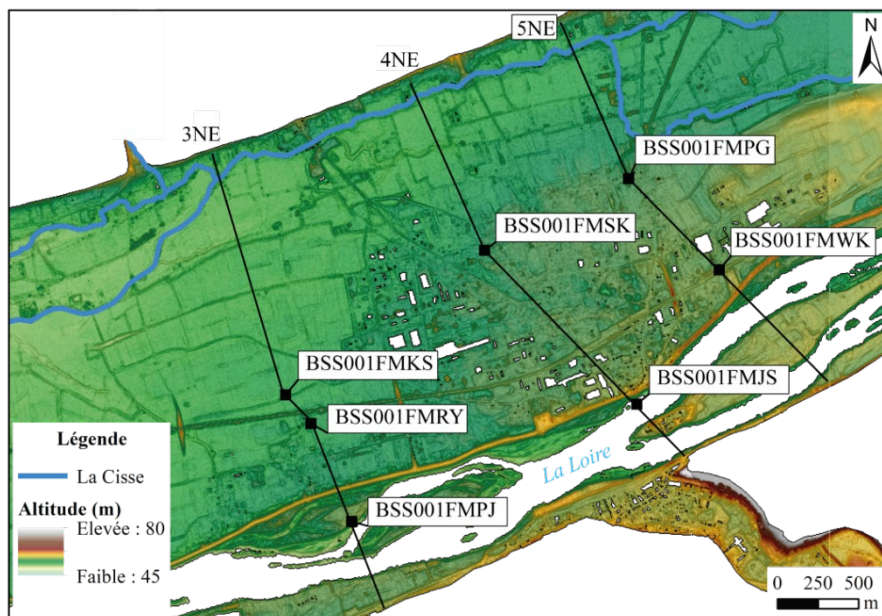 5NE
N
4NE
3NE
BSS001FMPG
BSS001FMSK
BSS001FMWK
BSS001FMKS
BSS001FMJS
BSS001FMRY
La Loire
BSS001FMPJ
Légende
La Cisse
Altitude (m)
Elevée : 80
Faible : 45
0 250 500
m